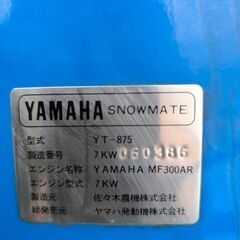 YAMAHA SNOWMATE
型式 YT-875
製造番号 7KW 060386
エンジン名称 YAMAHA MF300AR
エンジン型式 7KW
製造元 佐々木農機株式会社
総発売元 ヤマハ発動機株式会社